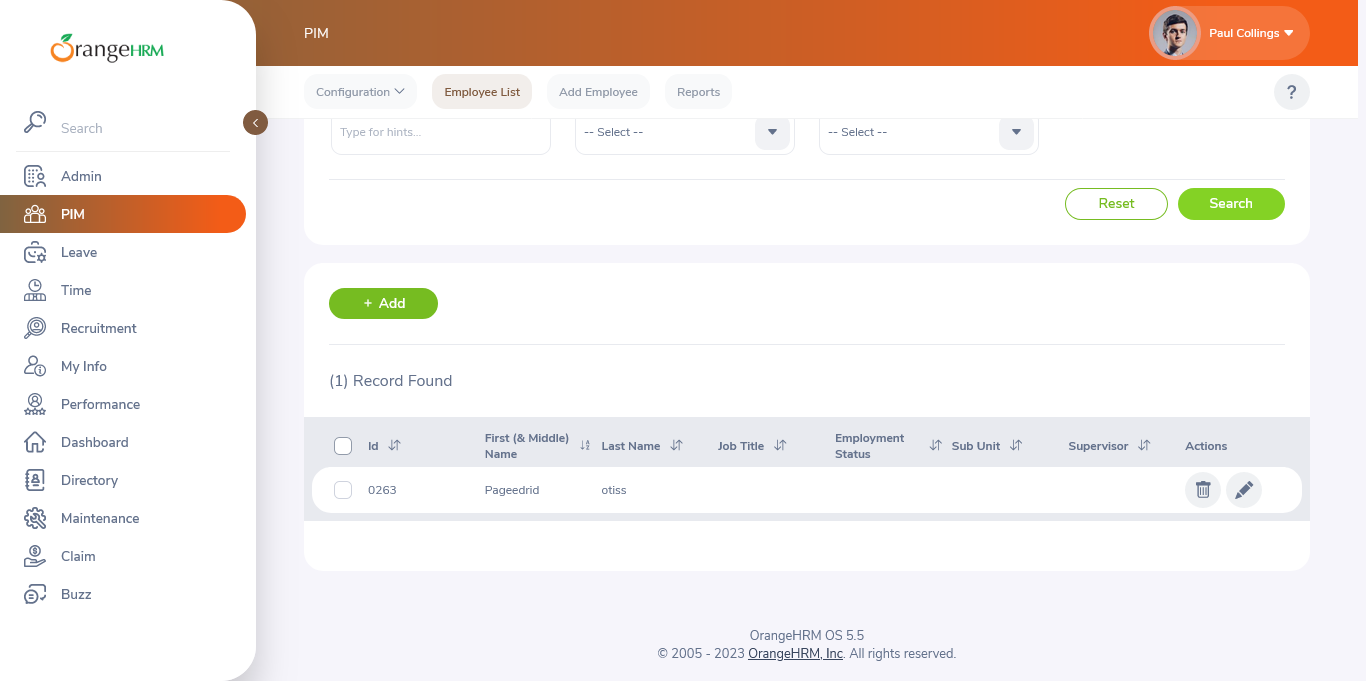 OrangeHRM
PIM
Paul Collings
Configuration
Employee List
Add Employee
Reports
?
Search
Admin
PIM
Leave
Time
Recruitment
My Info
Performance
Dashboard
Directory
Maintenance
Claim
Buzz
Type for hints...
-- Select --
-- Select --
Reset
Search
+ Add
(1) Record Found
Id
First (& Middle) Name
Last Name
Job Title
Employment Status
Sub Unit
Supervisor
Actions
0263
Pageedrid
otiss
OrangeHRM OS 5.5
© 2005 - 2023 OrangeHRM, Inc. All rights reserved.